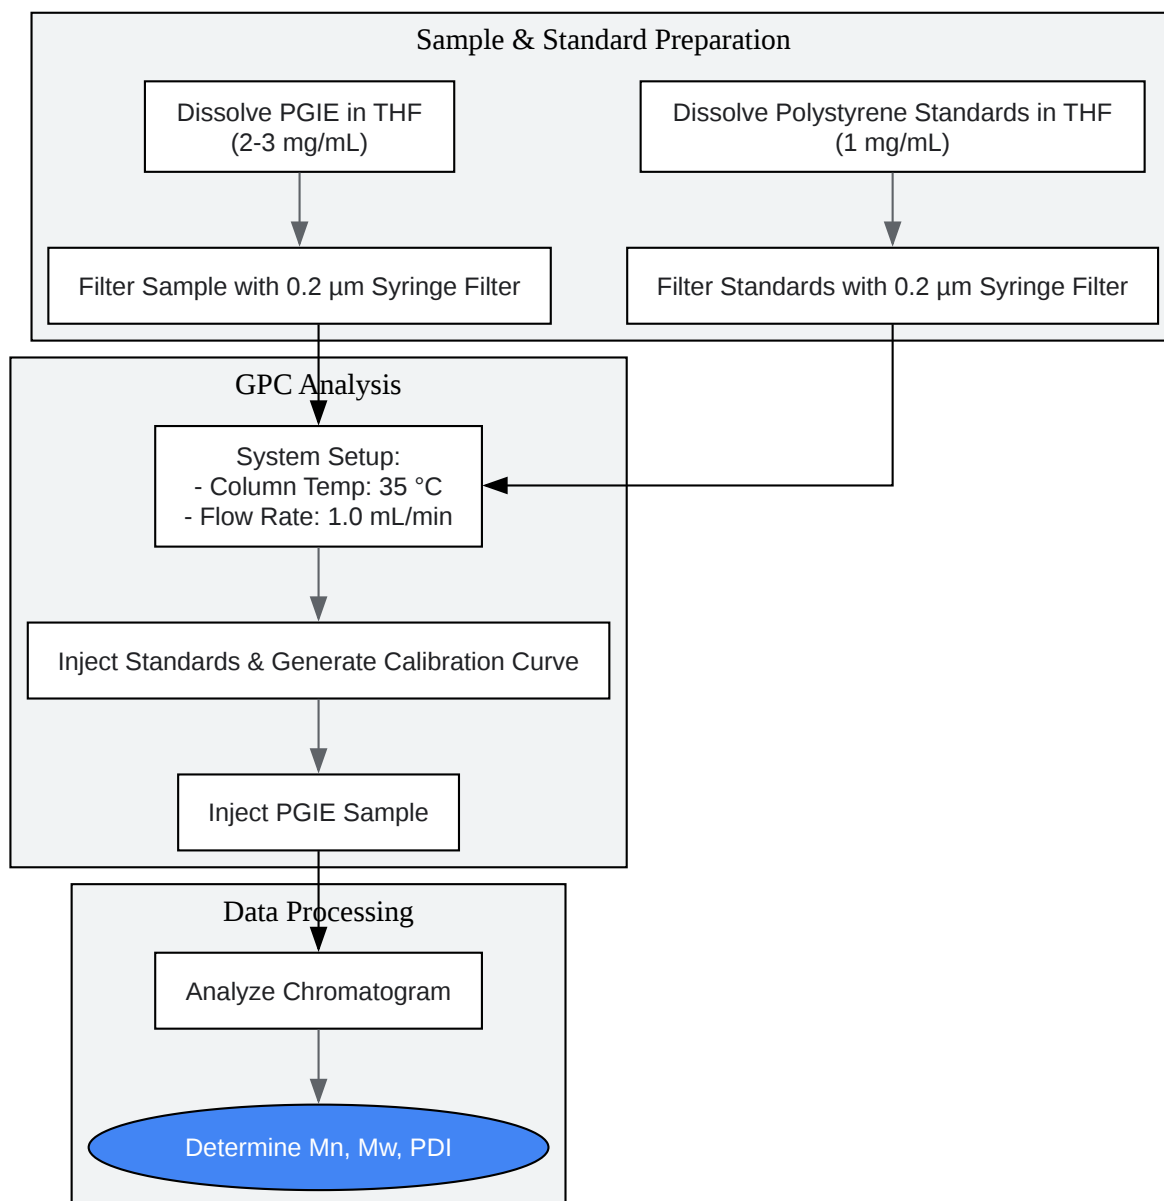 Sample & Standard Preparation
Dissolve PGIE in THF
(2-3 mg/mL)
Dissolve Polystyrene Standards in THF
(1 mg/mL)
Filter Sample with 0.2 µm Syringe Filter
Filter Standards with 0.2 µm Syringe Filter
GPC Analysis
System Setup:
- Column Temp: 35 °C
- Flow Rate: 1.0 mL/min
Inject Standards & Generate Calibration Curve
Inject PGIE Sample
Data Processing
Analyze Chromatogram
Determine Mn, Mw, PDI